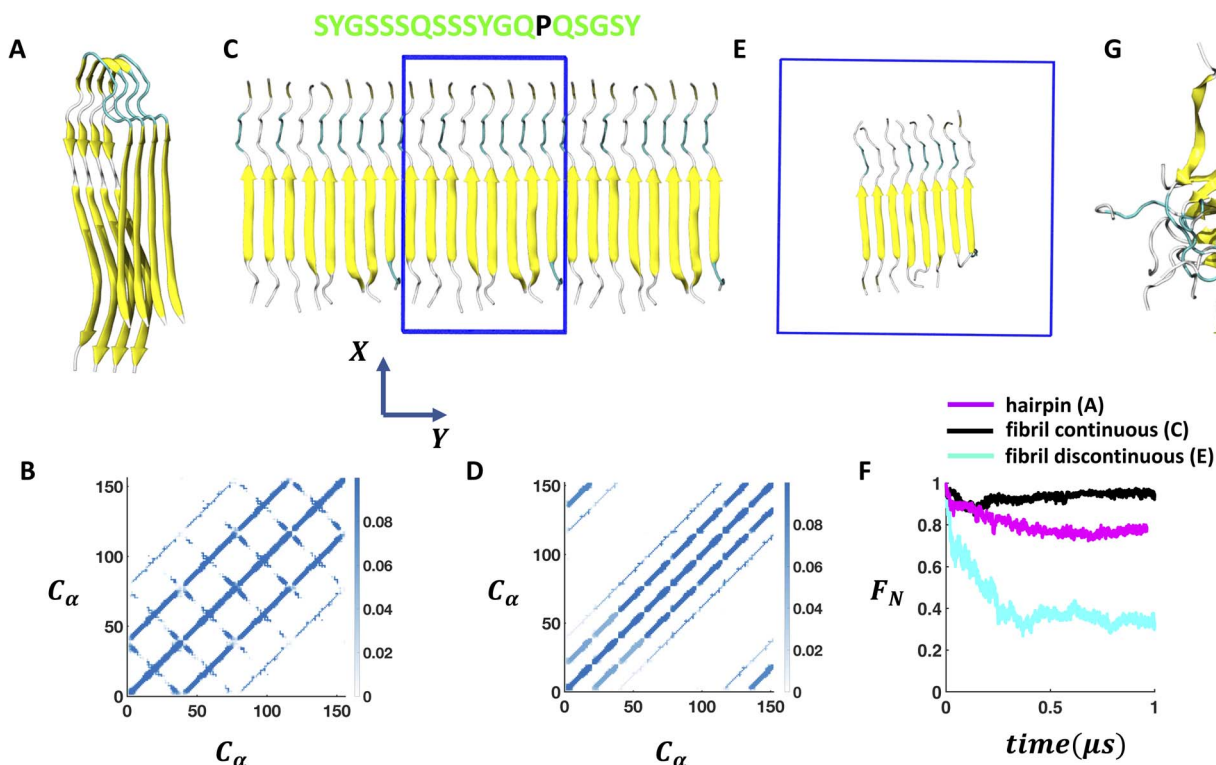 SYGSSSQSSSYGQPQSGSY
A
C
E
G
X
Y
hairpin (A)
fibril continuous (C)
fibril discontinuous (E)
B
D
F
150
100
50
0
0.08
0.06
0.04
0.02
0
Cα
0
50
100
150
Cα
150
100
50
0
0.08
0.06
0.04
0.02
0
Cα
0
50
100
150
Cα
1
0.8
0.6
0.4
0.2
0
F_N
0
0.5
1
time(μs)